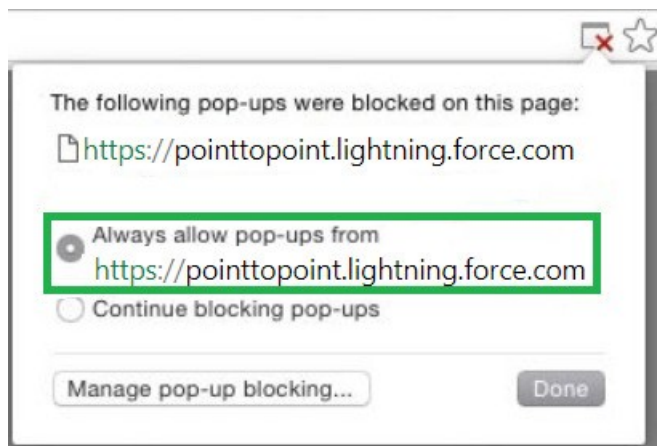 The following pop-ups were blocked on this page:
https://pointtopoint.lightning.force.com
Always allow pop-ups from
https://pointtopoint.lightning.force.com
Continue blocking pop-ups
Manage pop-up blocking...
Done